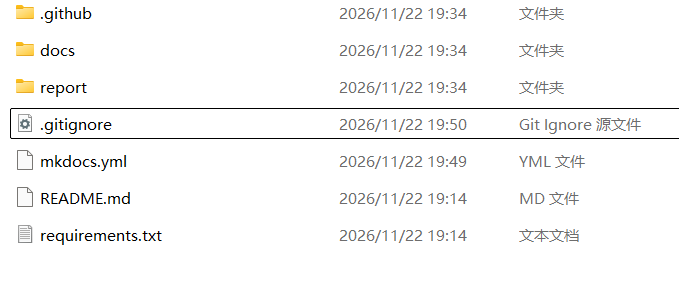 .github 2026/11/22 19:34 文件夹
docs 2026/11/22 19:34 文件夹
report 2026/11/22 19:34 文件夹
.gitignore 2026/11/22 19:50 Git Ignore 源文件
mkdocs.yml 2026/11/22 19:49 YML 文件
README.md 2026/11/22 19:14 MD 文件
requirements.txt 2026/11/22 19:14 文本文档